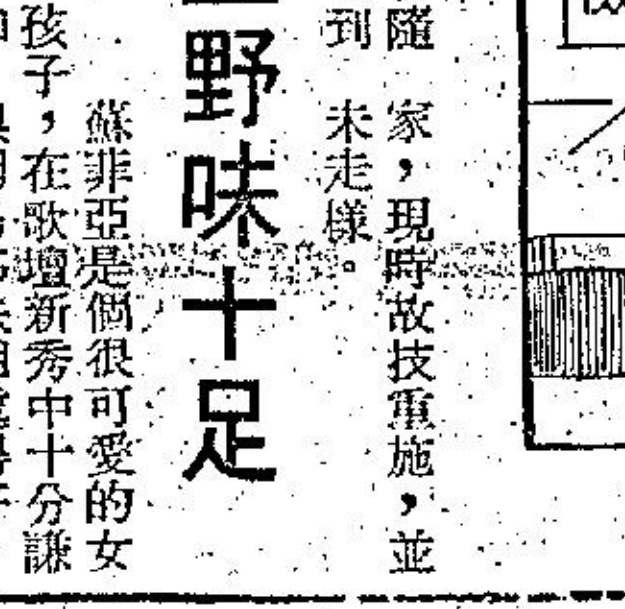 隨　家，現時故技重施，並
到　未走樣。
野味十足
蘇菲亞是個很可愛的女
孩子，在歌壇新秀中十分謙